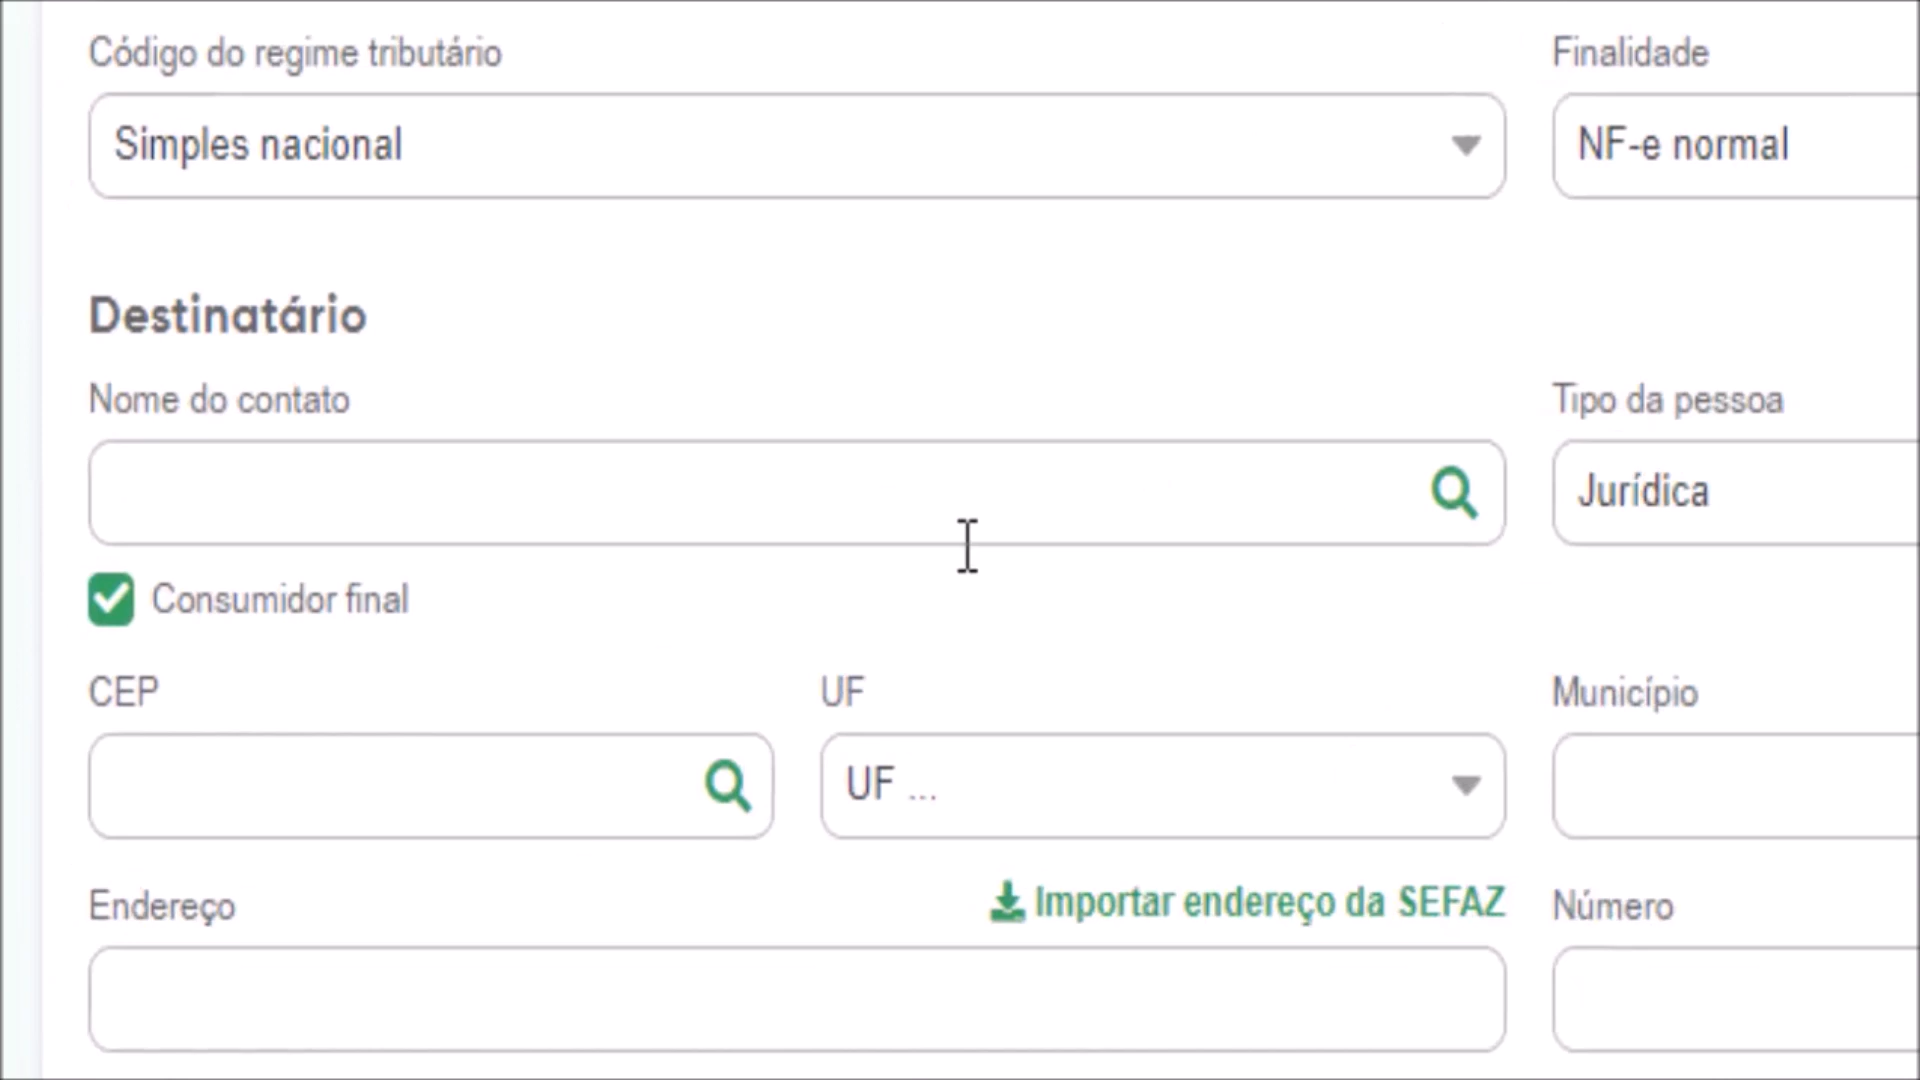 Código do regime tributário
Finalidade
Simples nacional
NF-e normal
Destinatário
Nome do contato
Tipo da pessoa
Jurídica
Consumidor final
CEP
UF
Município
UF ...
Endereço
Importar endereço da SEFAZ
Número